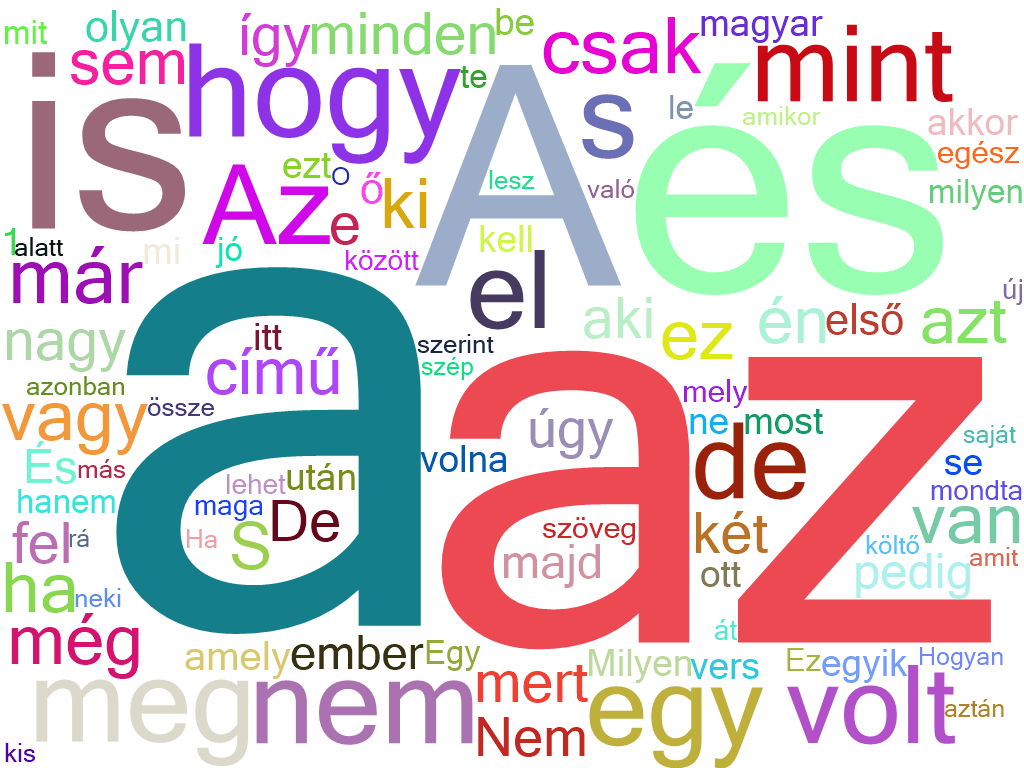 mit
olyan
így
minden
be
csak
magyar
mint
is
sem
hogy
te
A
s
és
le
amikor
akkor
egész
milyen
ezt
o
ő
ki
Az
e
lesz
való
1
alatt
már
mi
jó
között
kell
el
új
nagy
itt
című
szerint
szép
aki
ez
én
első
azt
azonban
vagy
össze
a
az
mely
ne
most
saját
úgy
de
se
És
más
volna
mondta
hanem
lehet
után
maga
De
S
Ha
fel
rá
szöveg
majd
két
ott
van
költő
pedig
amit
ha
neki
még
át
amely
ember
Egy
mert
Milyen
vers
Ez
egyik
Hogyan
meg
nem
Nem
egy
volt
aztán
kis